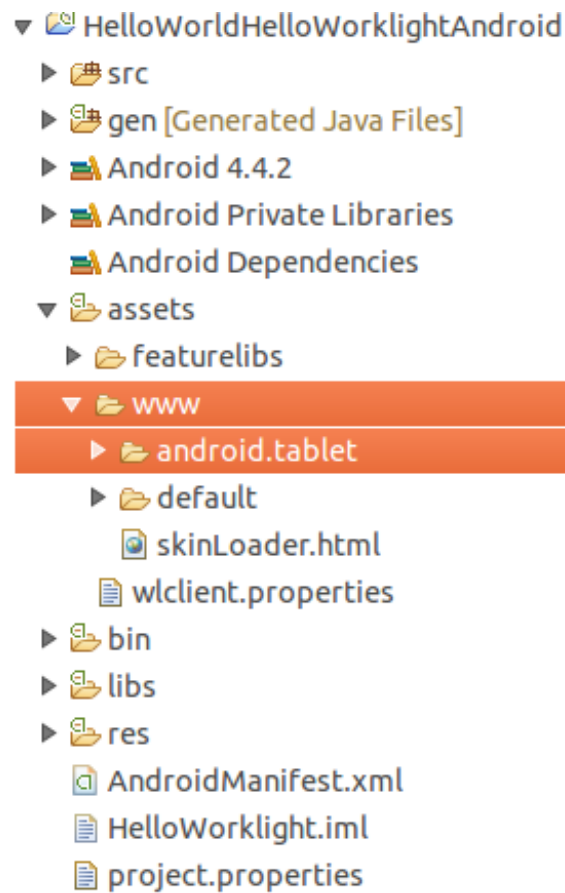 HelloWorldHelloWorklightAndroid
src
gen [Generated Java Files]
Android 4.4.2
Android Private Libraries
Android Dependencies
assets
featurelibs
www
android.tablet
default
skinLoader.html
wlclient.properties
bin
libs
res
AndroidManifest.xml
HelloWorklight.iml
project.properties